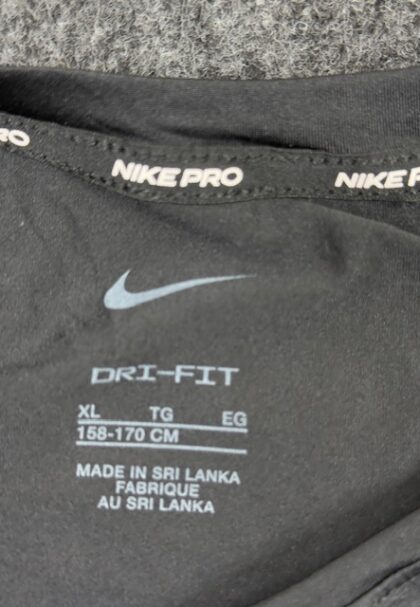 RO NIKE PRO NIKE P
DRI-FIT
XL TG EG
158-170 CM
MADE IN SRI LANKA
FABRIQUE
AU SRI LANKA